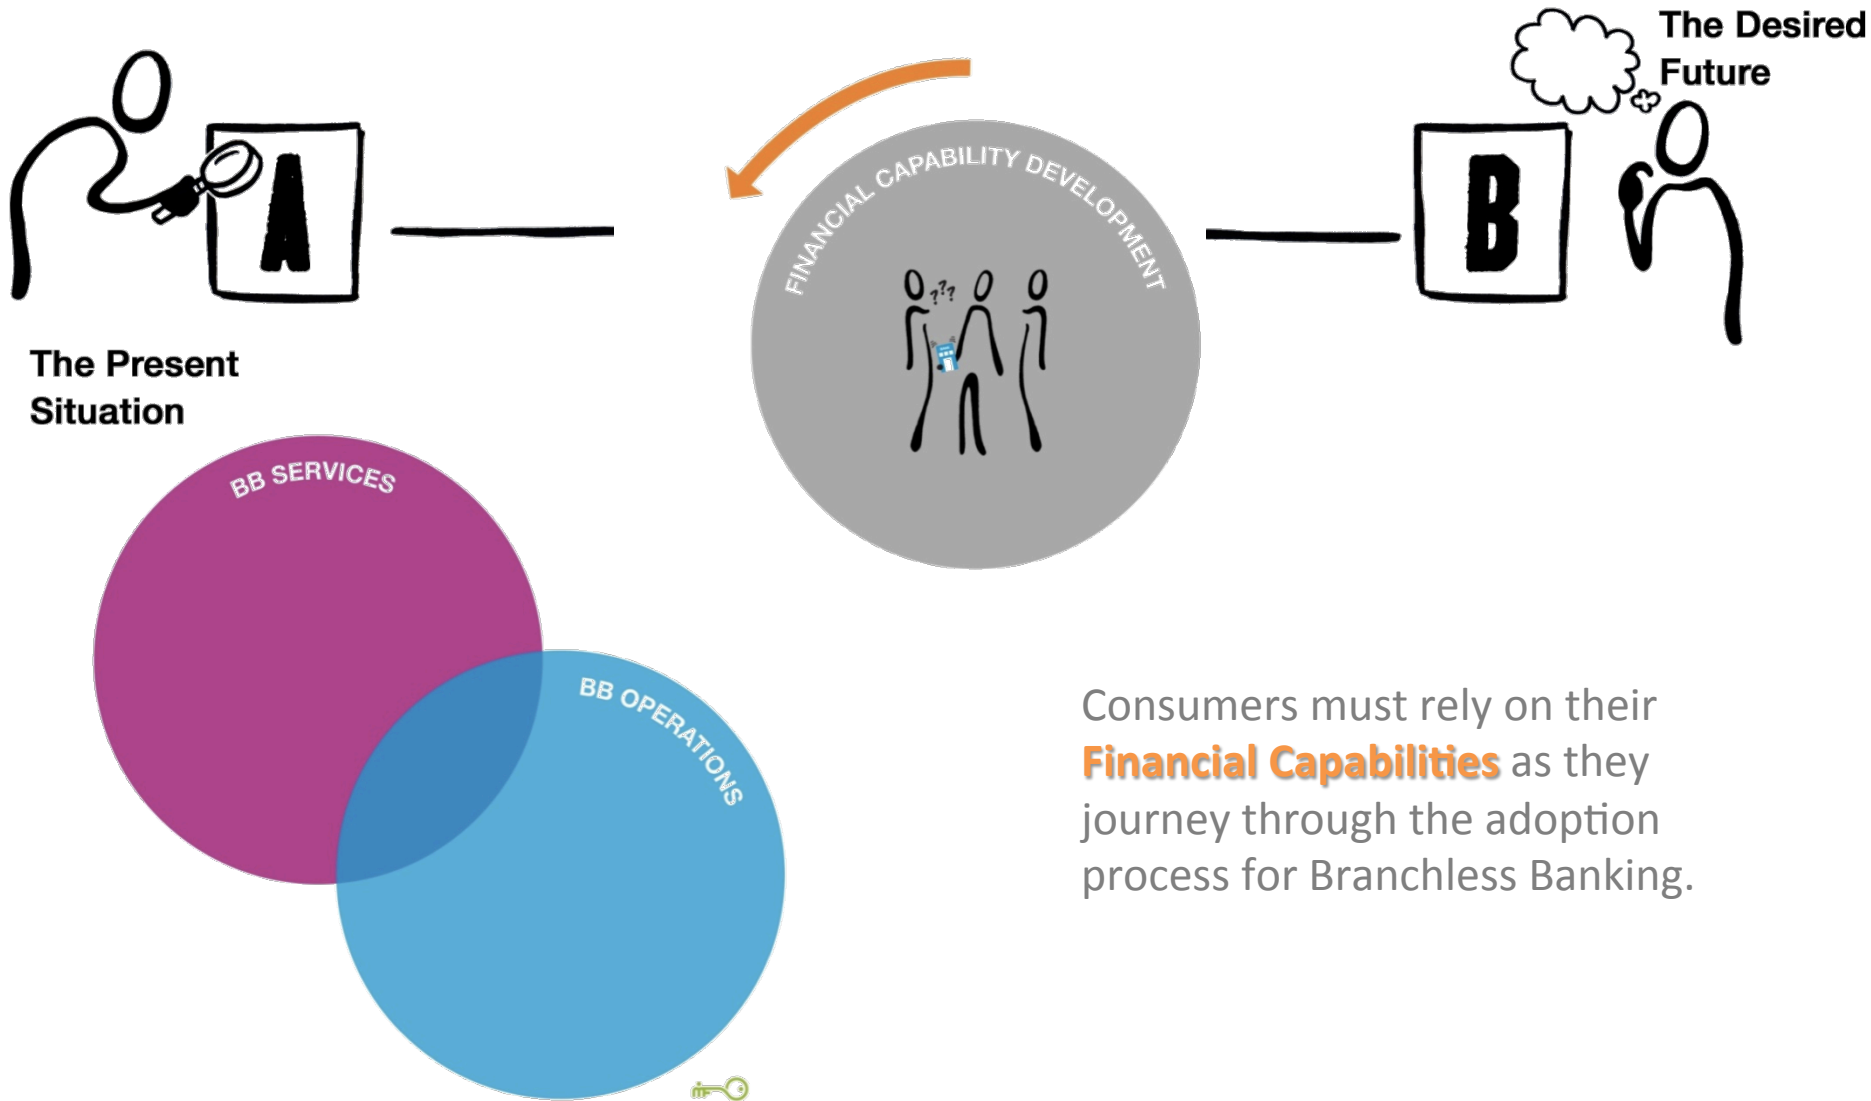 The Desired
Future
A
B
FINANCIAL CAPABILITY DEVELOPMENT
???
The Present
Situation
BB SERVICES
BB OPERATIONS
Consumers must rely on their
Financial Capabilities as they
journey through the adoption
process for Branchless Banking.